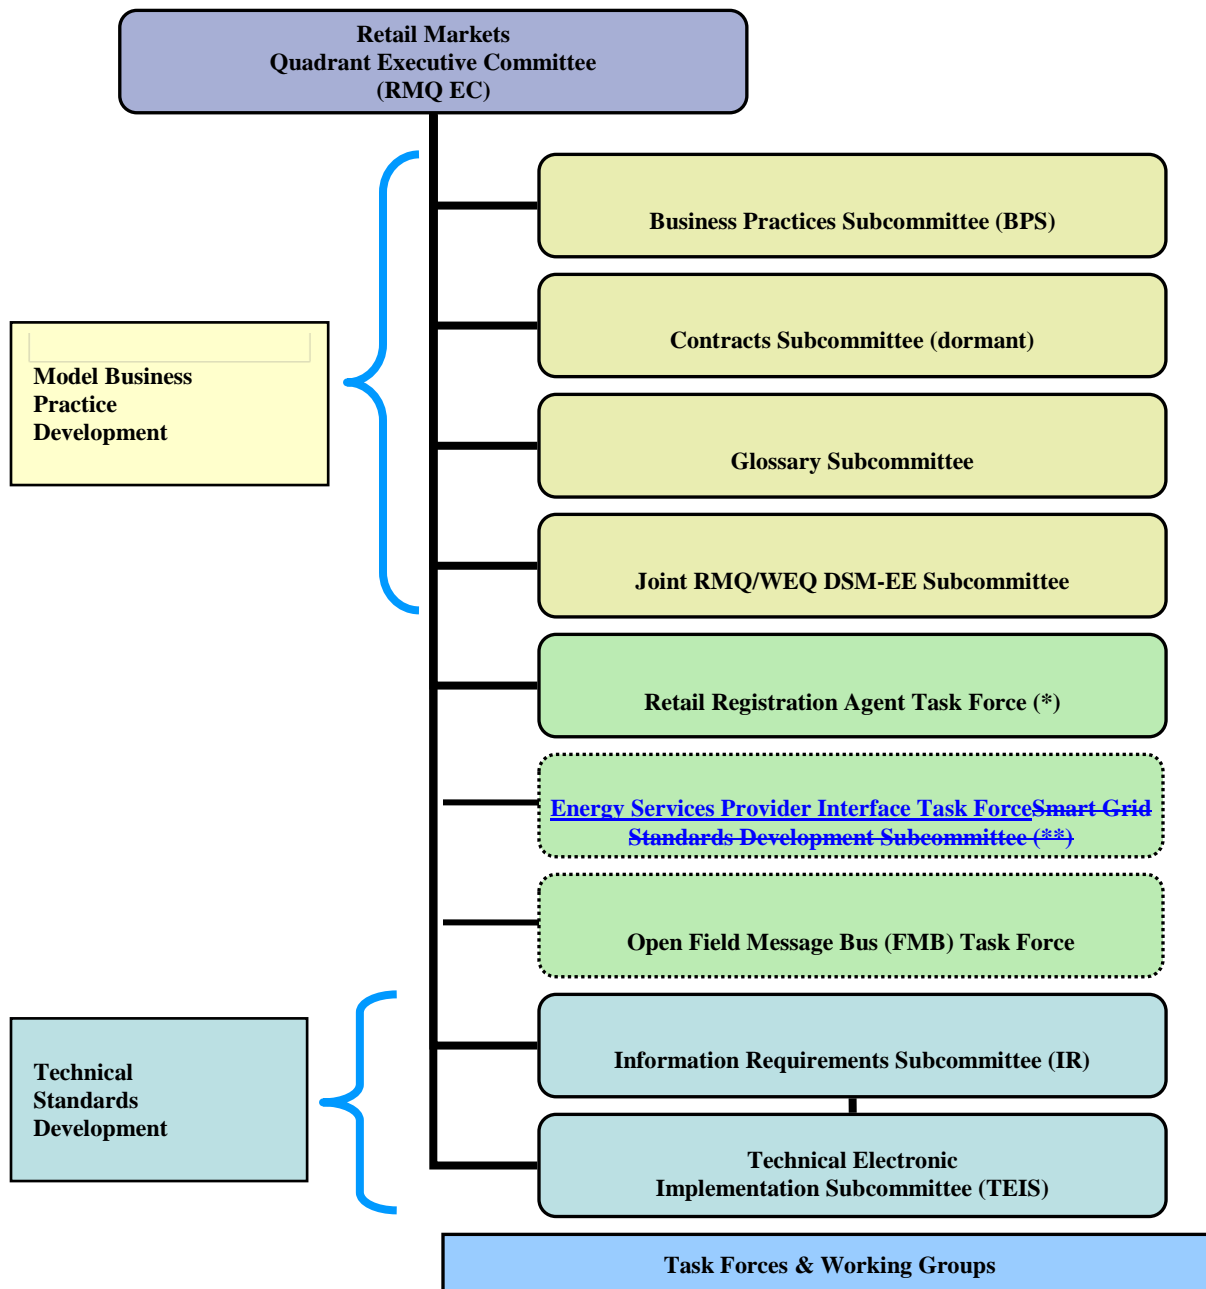 Retail Markets
Quadrant Executive Committee
(RMQ EC)
Business Practices Subcommittee (BPS)
Contracts Subcommittee (dormant)
Model Business
Practice
Development
Glossary Subcommittee
Joint RMQ/WEQ DSM-EE Subcommittee
Retail Registration Agent Task Force (*)
Energy Services Provider Interface Task ForceSmart Grid
Standards Development Subcommittee (**)
Open Field Message Bus (FMB) Task Force
Information Requirements Subcommittee (IR)
Technical
Standards
Development
Technical Electronic
Implementation Subcommittee (TEIS)
Task Forces & Working Groups